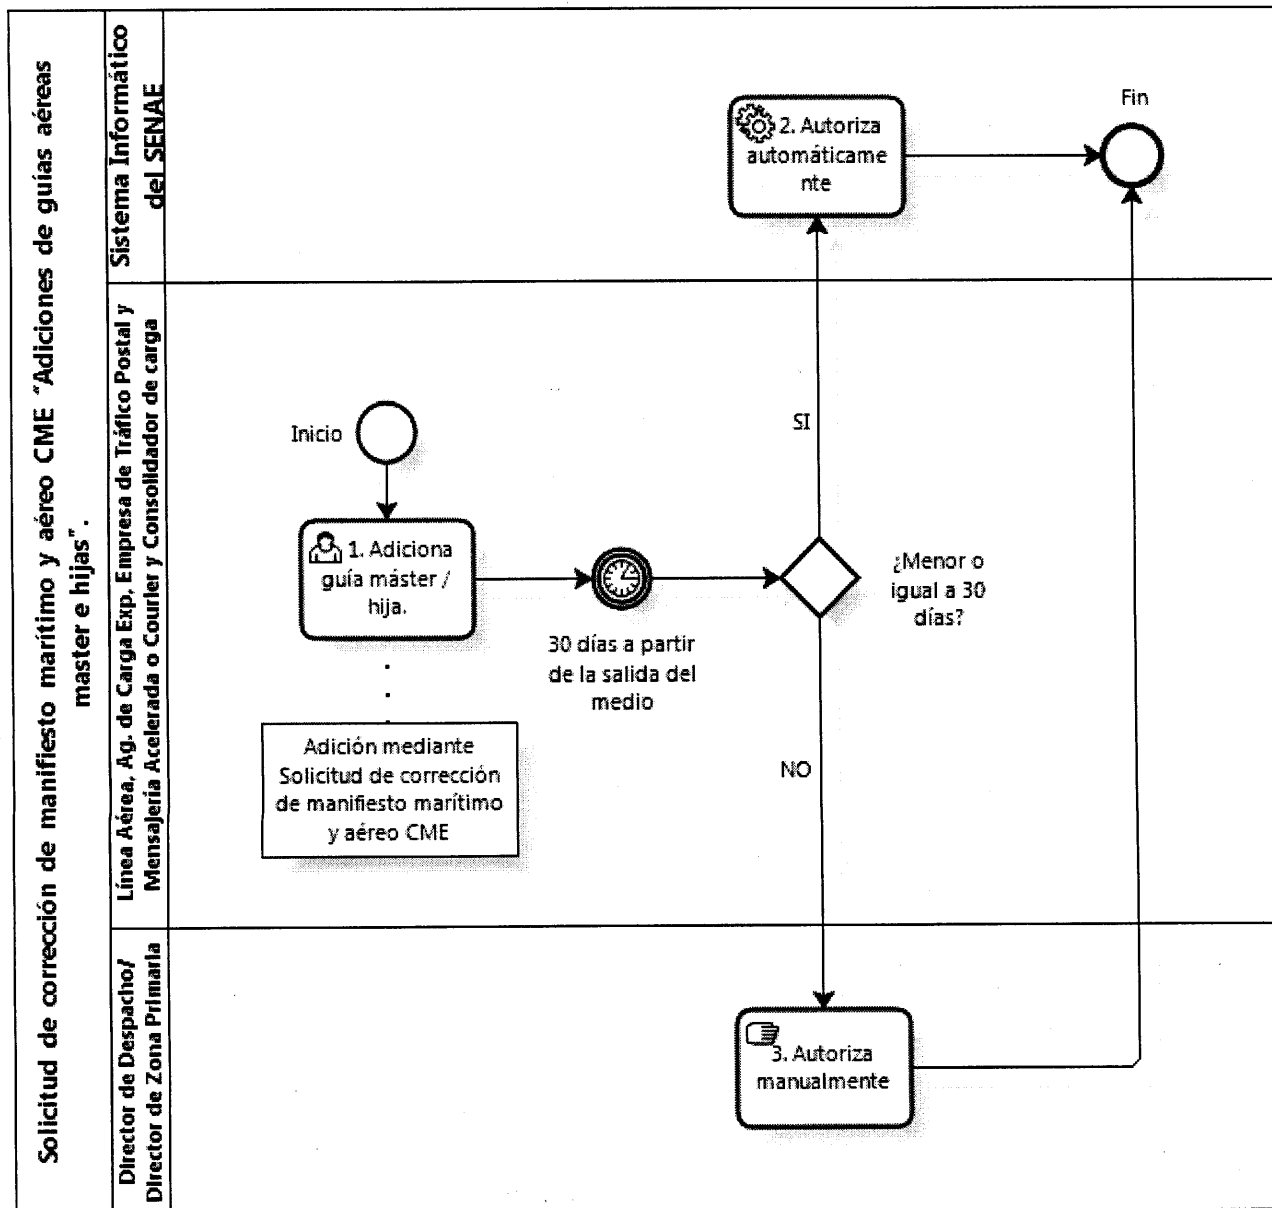 Solicitud de corrección de manifiesto marítimo y aéreo CME "Adiciones de guías aéreas
master e hijas".
Sistema Informático
del SENAE
2. Autoriza
automáticame
nte
Fin
Línea Aérea, Ag. de Carga Exp, Empresa de Tráfico Postal y
Mensajería Acelerada o Courier y Consolidador de carga
Inicio
1. Adiciona
guía máster /
hija.
30 días a partir
de la salida del
medio
SI
¿Menor o
igual a 30
días?
NO
Adición mediante
Solicitud de corrección
de manifiesto marítimo
y aéreo CME
Director de Despacho/
Director de Zona Primaria
3. Autoriza
manualmente